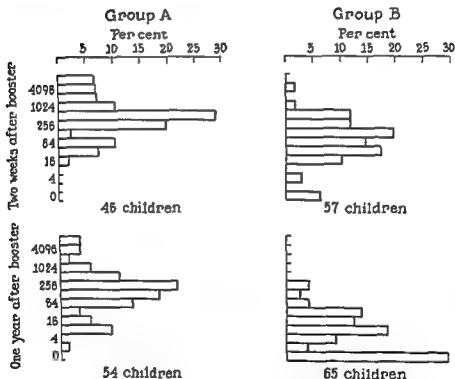 Group A
Per cent
5 10 15 20 25 30
Two weeks after booster
4096
1024
256
64
16
4
0
46 children
Group B
Per cent
5 10 15 20 25 30
57 children
One year after booster
4096
1024
256
64
16
4
0
54 children
65 children